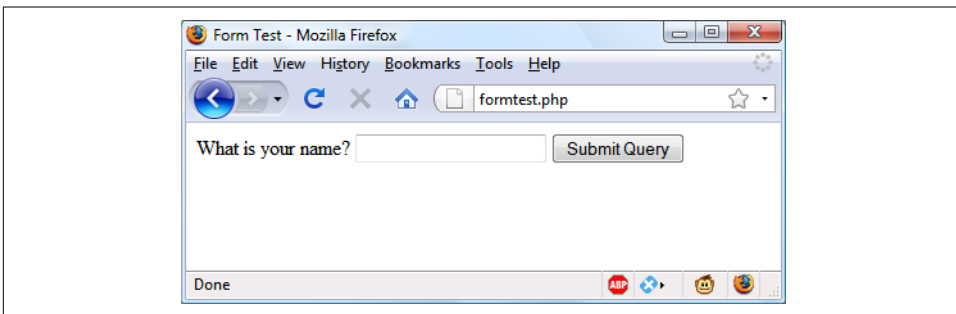 Form Test - Mozilla Firefox
File Edit View History Bookmarks Tools Help
formtest.php
What is your name? Submit Query
Done
ABP